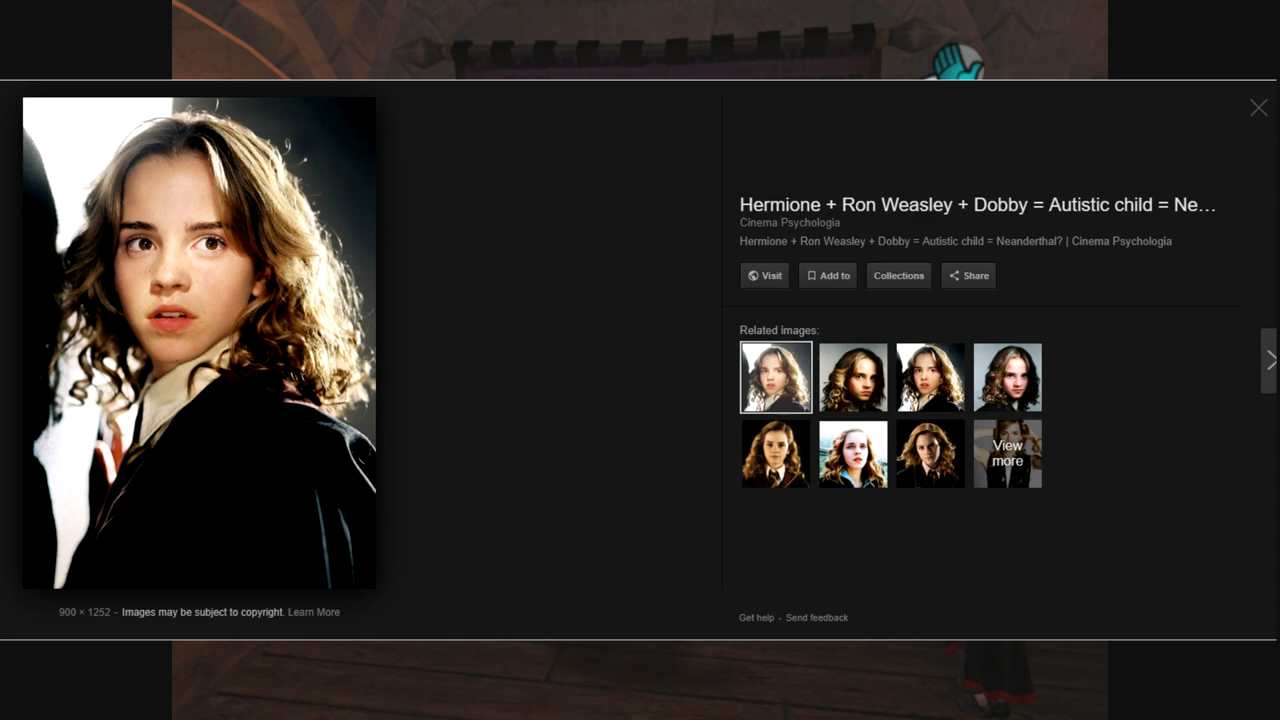 Hermione + Ron Weasley + Dobby = Autistic child = Ne...
Cinema Psychologia
Hermione + Ron Weasley + Dobby = Autistic child = Neanderthal? | Cinema Psychologia
Visit Add to Collections Share
Related images:
View
more
900 × 1252 - Images may be subject to copyright. Learn More
Get help - Send feedback